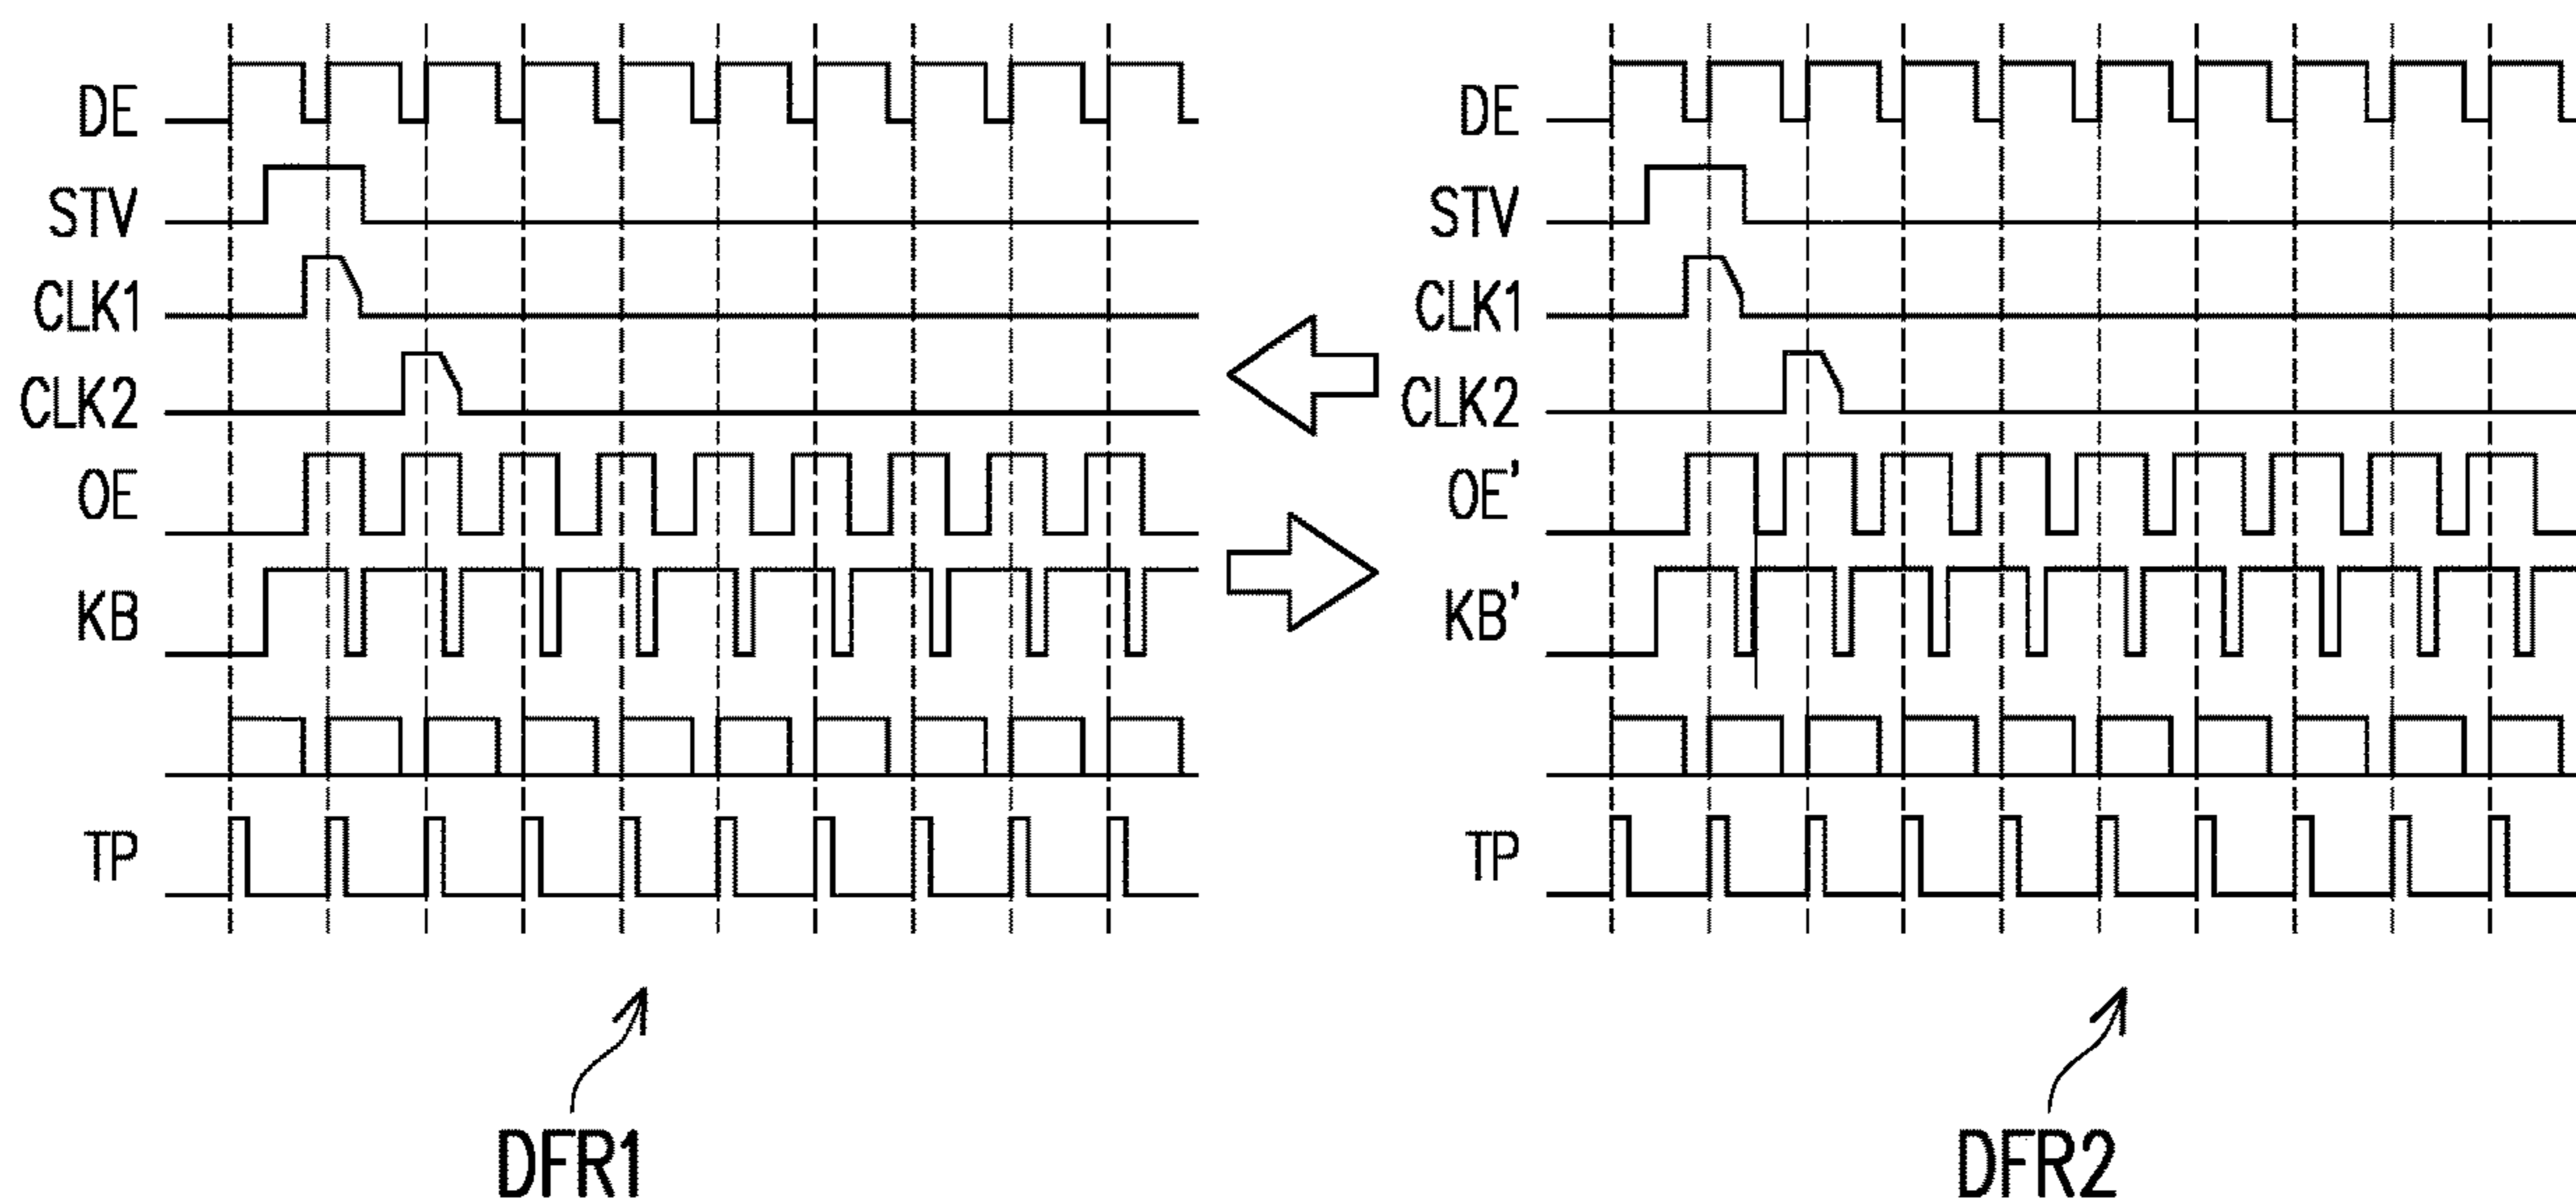 DE
STV
CLK1
CLK2
OE
KB
TP
DFR1
DE
STV
CLK1
CLK2
OE'
KB'
TP
DFR2